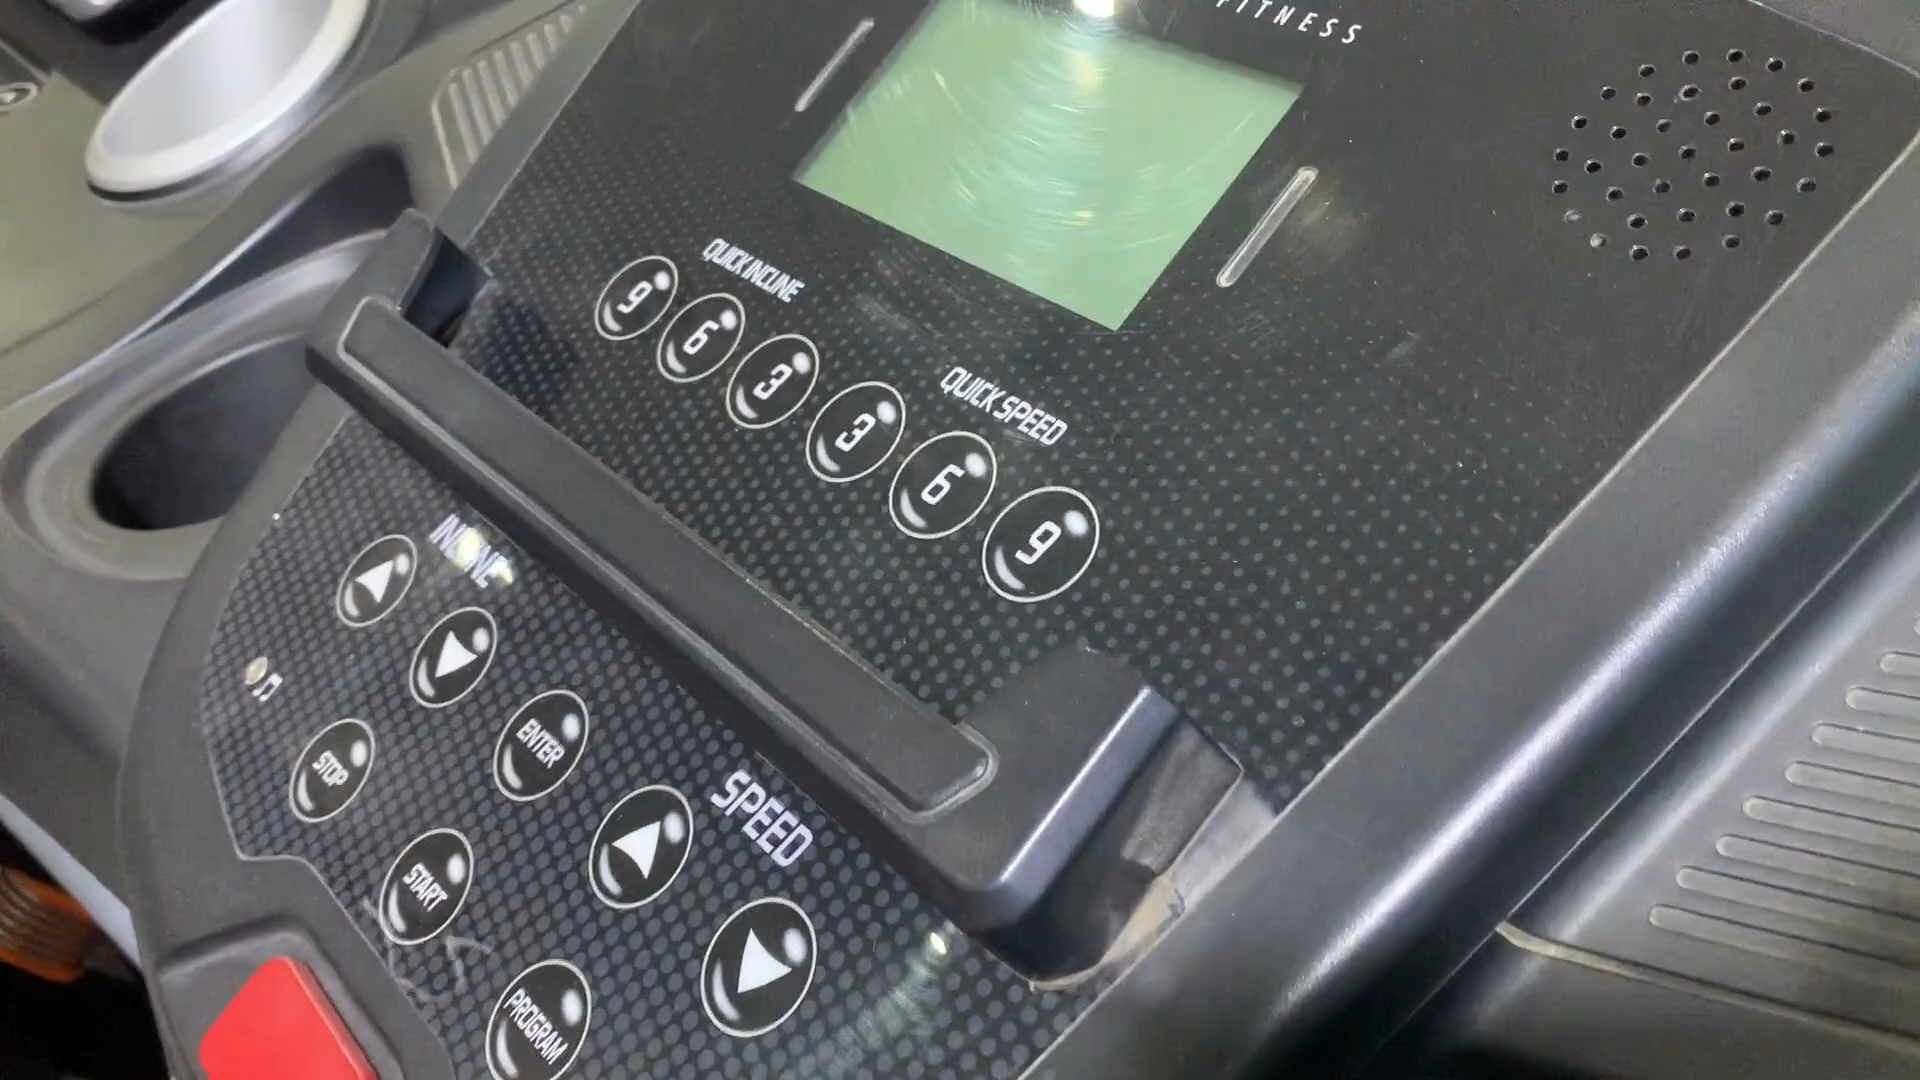 FITNESS
QUICK INCLINE
9 6 3
QUICK SPEED
3 6 9
INCLINE
ENTER
SPEED
STOP
START
PROGRAM